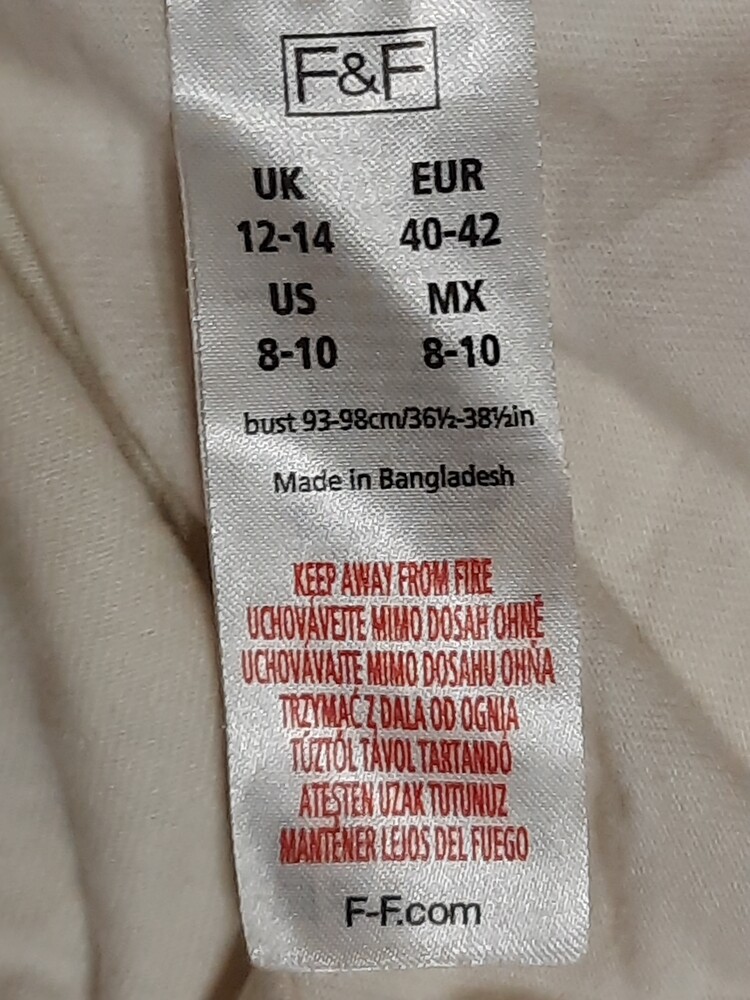 F&F
UK EUR
12-14 40-42
US MX
8-10 8-10
bust 93-98cm/36½-38½in
Made in Bangladesh
KEEP AWAY FROM FIRE
UCHOVÁVEJTE MIMO DOSAH OHNĚ
UCHOVÁVAJTE MIMO DOSAHU OHŇA
TRZYMAĆ Z DALA OD OGNIA
TŰZTŐL TÁVOL TARTANDÓ
ATEŞTEN UZAK TUTUNUZ
MANTENER LEJOS DEL FUEGO
F-F.com